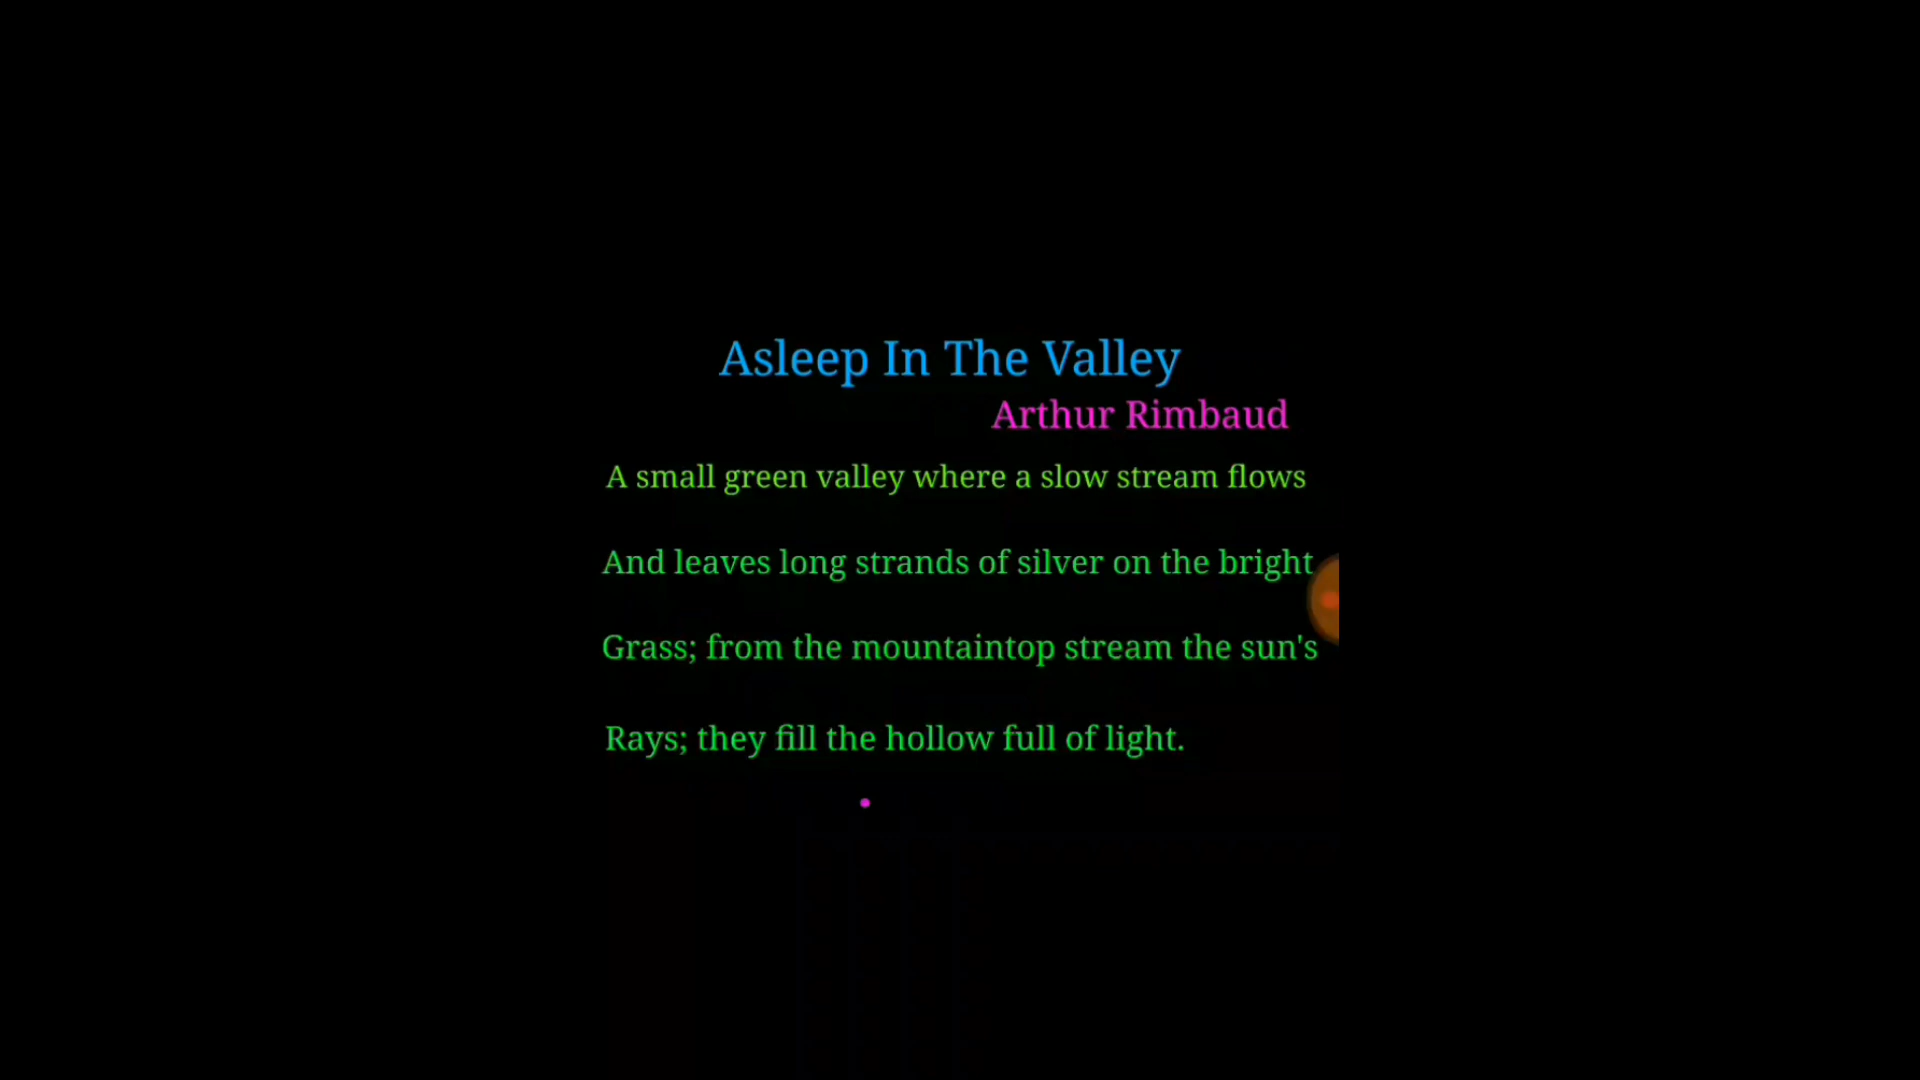 Asleep In The Valley
Arthur Rimbaud
A small green valley where a slow stream flows
And leaves long strands of silver on the bright
Grass; from the mountaintop stream the sun's
Rays; they fill the hollow full of light.